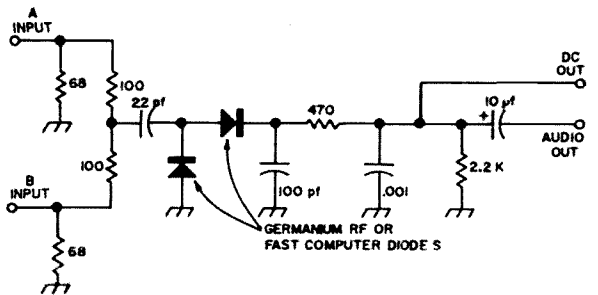 A
INPUT
68
100
22 pf
100
B
INPUT
68
470
100 pf
.001
DC
OUT
+
10 µf
AUDIO
OUT
2.2 K
GERMANIUM RF OR
FAST COMPUTER DIODE S